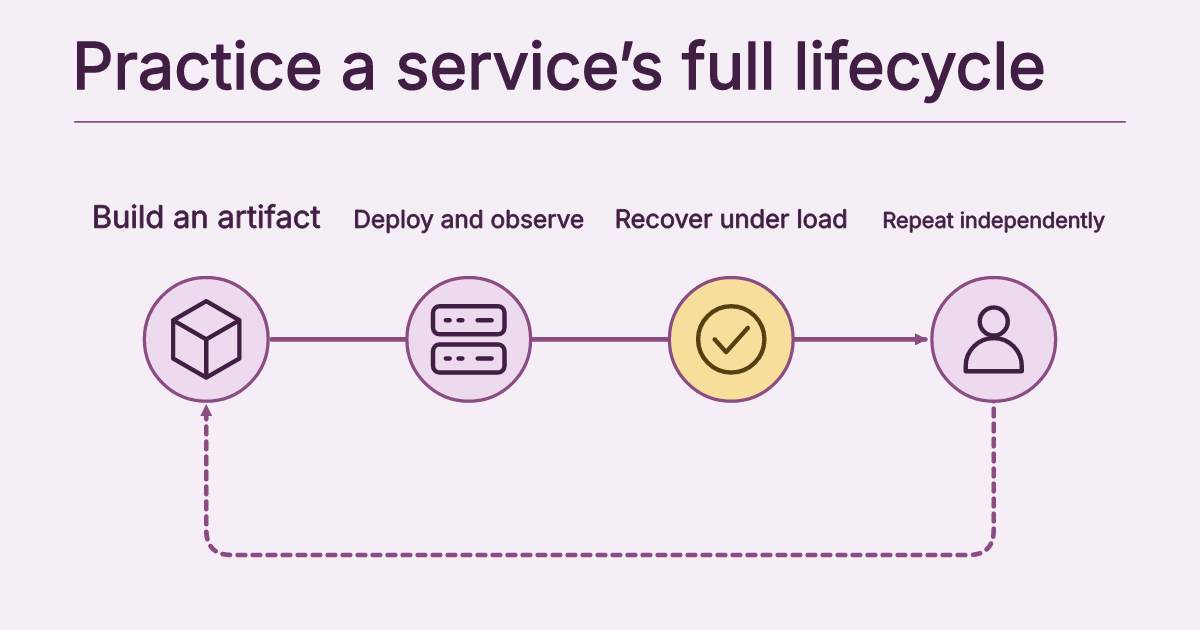 Practice a service’s full lifecycle
Build an artifact
Deploy and observe
Recover under load
Repeat independently